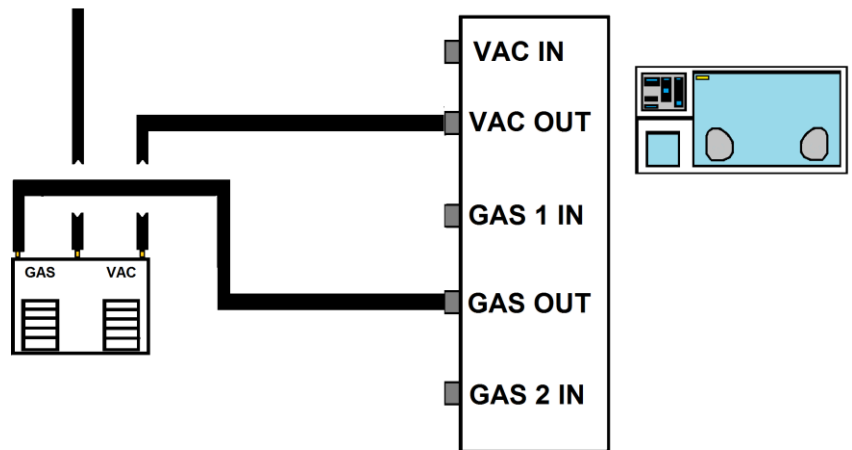 VAC IN
VAC OUT
GAS 1 IN
GAS VAC
GAS OUT
GAS 2 IN